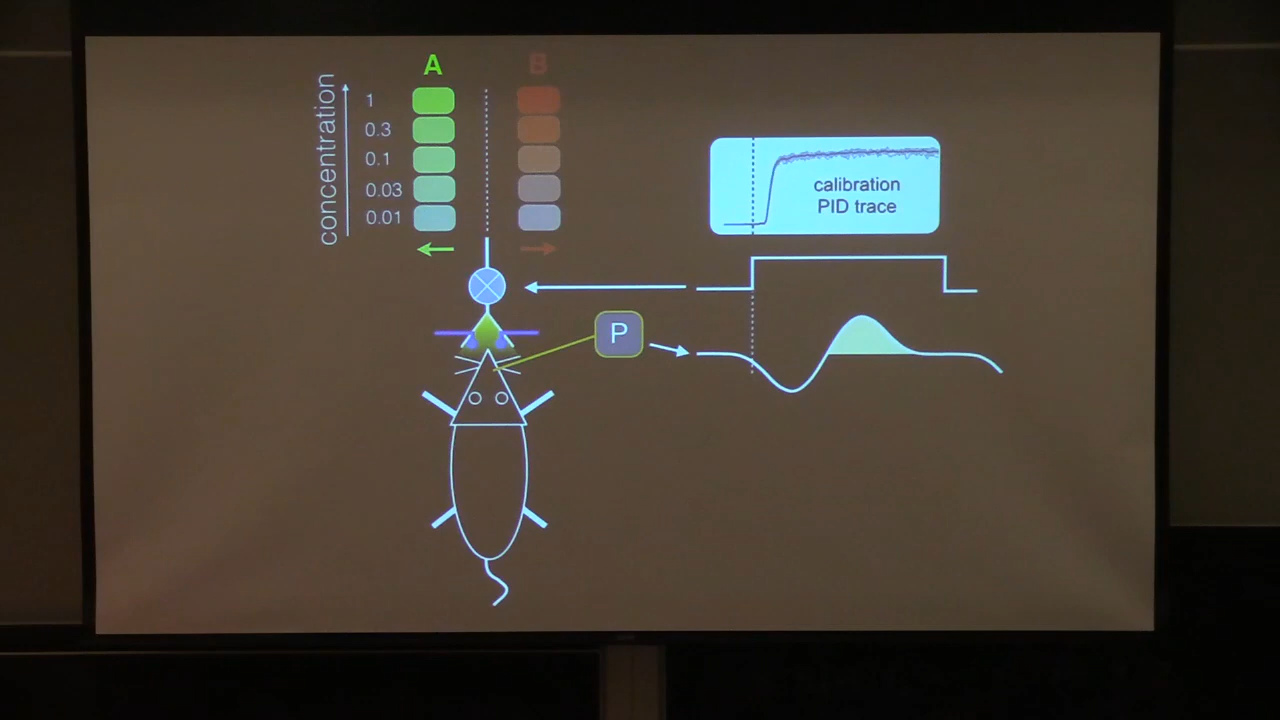 A
B
concentration
1
0.3
0.1
0.03
0.01
calibration
PID trace
P